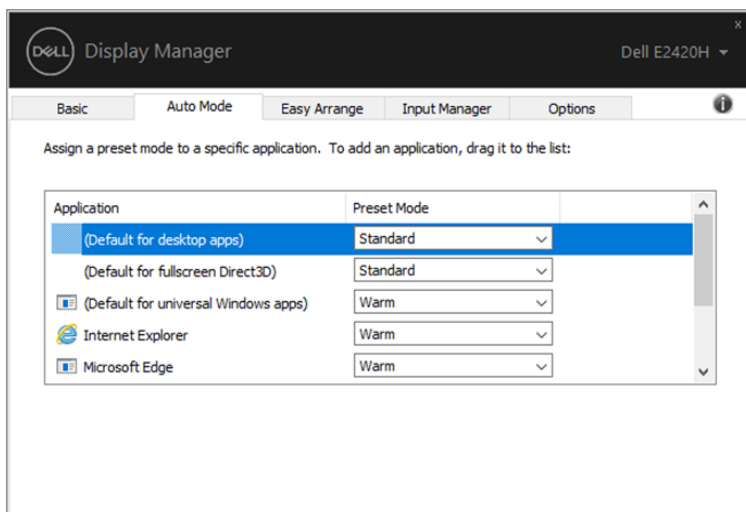 x
DELL Display Manager Dell E2420H
Basic Auto Mode Easy Arrange Input Manager Options
Assign a preset mode to a specific application. To add an application, drag it to the list:
Application Preset Mode
(Default for desktop apps) Standard
(Default for fullscreen Direct3D) Standard
(Default for universal Windows apps) Warm
Internet Explorer Warm
Microsoft Edge Warm